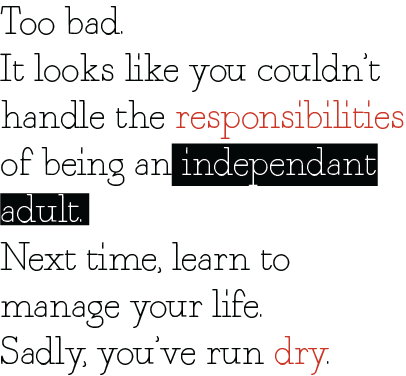 Too bad.
It looks like you couldn't
handle the responsibilities
of being an independant
adult.
Next time, learn to
manage your life.
Sadly, you've run dry.